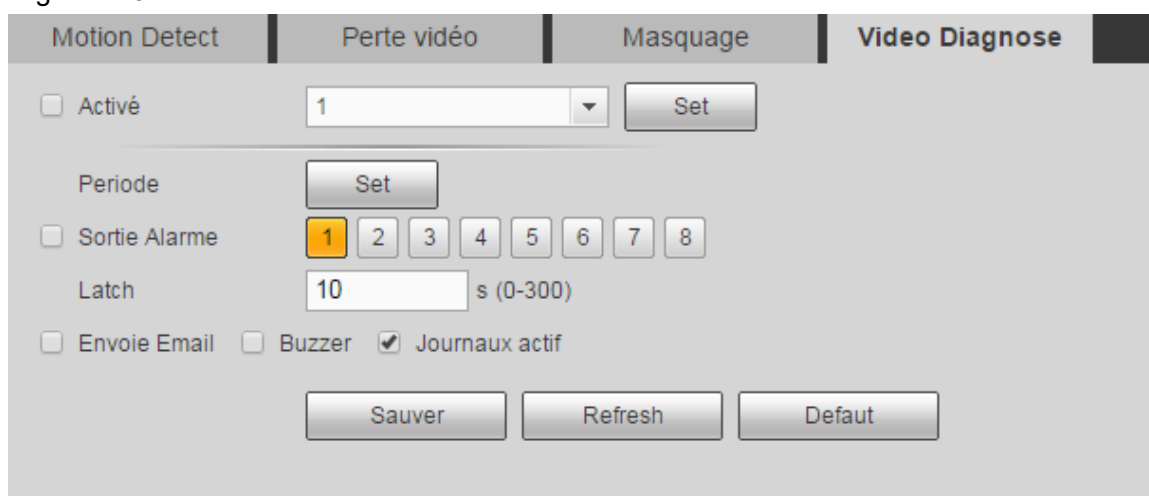 Motion Detect Perte vidéo Masquage Video Diagnose
Activé 1 Set
Periode Set
Sortie Alarme 1 2 3 4 5 6 7 8
Latch 10 s (0-300)
Envoie Email Buzzer Journaux actif
Sauver Refresh Defaut